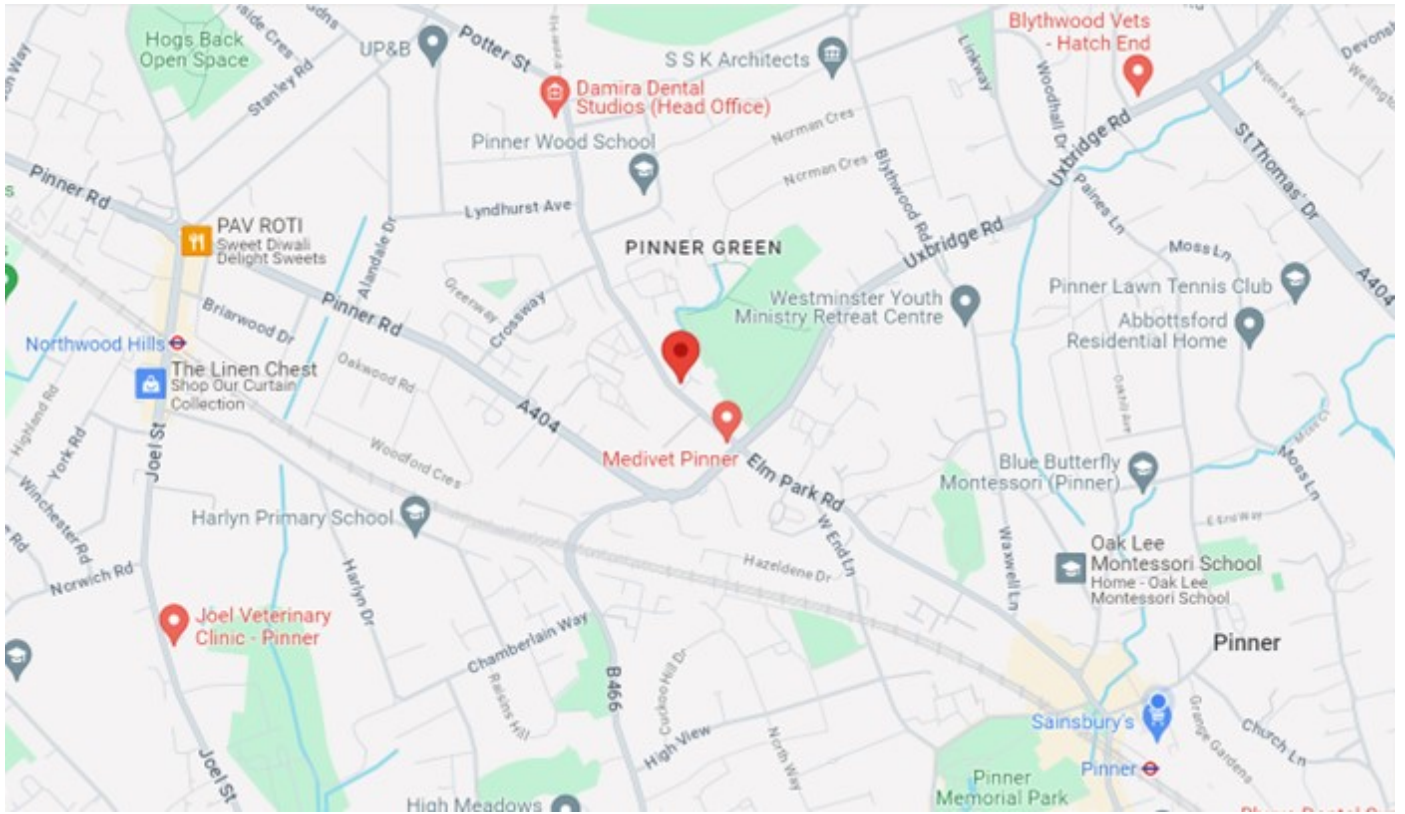 Hogs Back
Open Space
Stanley Rd
UP&B
Potter St
Damira Dental
Studios (Head Office)
S S K Architects
Linkway
Woodhall Dr
Blythwood Vets
- Hatch End
Uxbridge Rd
St Thomas' Dr
Pinner Wood School
Norman Cres
Norman Cres
Blythwood Rd
Paines Ln
Pinner Rd
PAV ROTI
Sweet Diwali
Delight Sweets
Alandale Dr
Lyndhurst Ave
PINNER GREEN
Uxbridge Rd
Moss Ln
A404
Pinner Lawn Tennis Club
Abbottsford
Residential Home
Westminster Youth
Ministry Retreat Centre
Greenway
Crossway
Pinner Rd
Briarwood Dr
Northwood Hills
The Linen Chest
Shop Our Curtain
Collection
Oakwood Rd
A404
Highland Rd
York Rd
Joel St
Woodford Cres
Medivet Pinner
Elm Park Rd
Oakhill Ave
Moss Ln
Blue Butterfly
Montessori (Pinner)
Winchester Rd
Harlyn Primary School
W End Ln
Waxwell Ln
E End Way
Norwich Rd
Harlyn Dr
Hazeldene Dr
Oak Lee
Montessori School
Home - Oak Lee
Montessori School
Joel Veterinary
Clinic - Pinner
Chamberlain Way
B466
Cuckoo Hill Dr
Raisins Hill
Pinner
Sainsbury's
Grange Gardens
Church Ln
High View
North Way
Joel St
Pinner
Pinner
Memorial Park
High Meadows